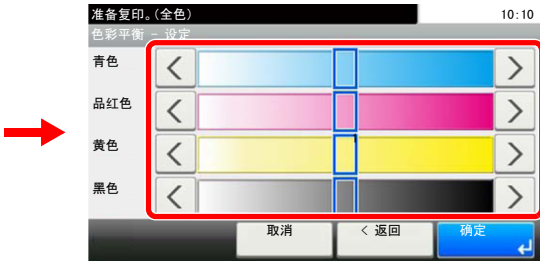 准备复印。(全色) 10:10
色彩平衡 - 设定
青色
品红色
黄色
黑色
取消 < 返回 确定